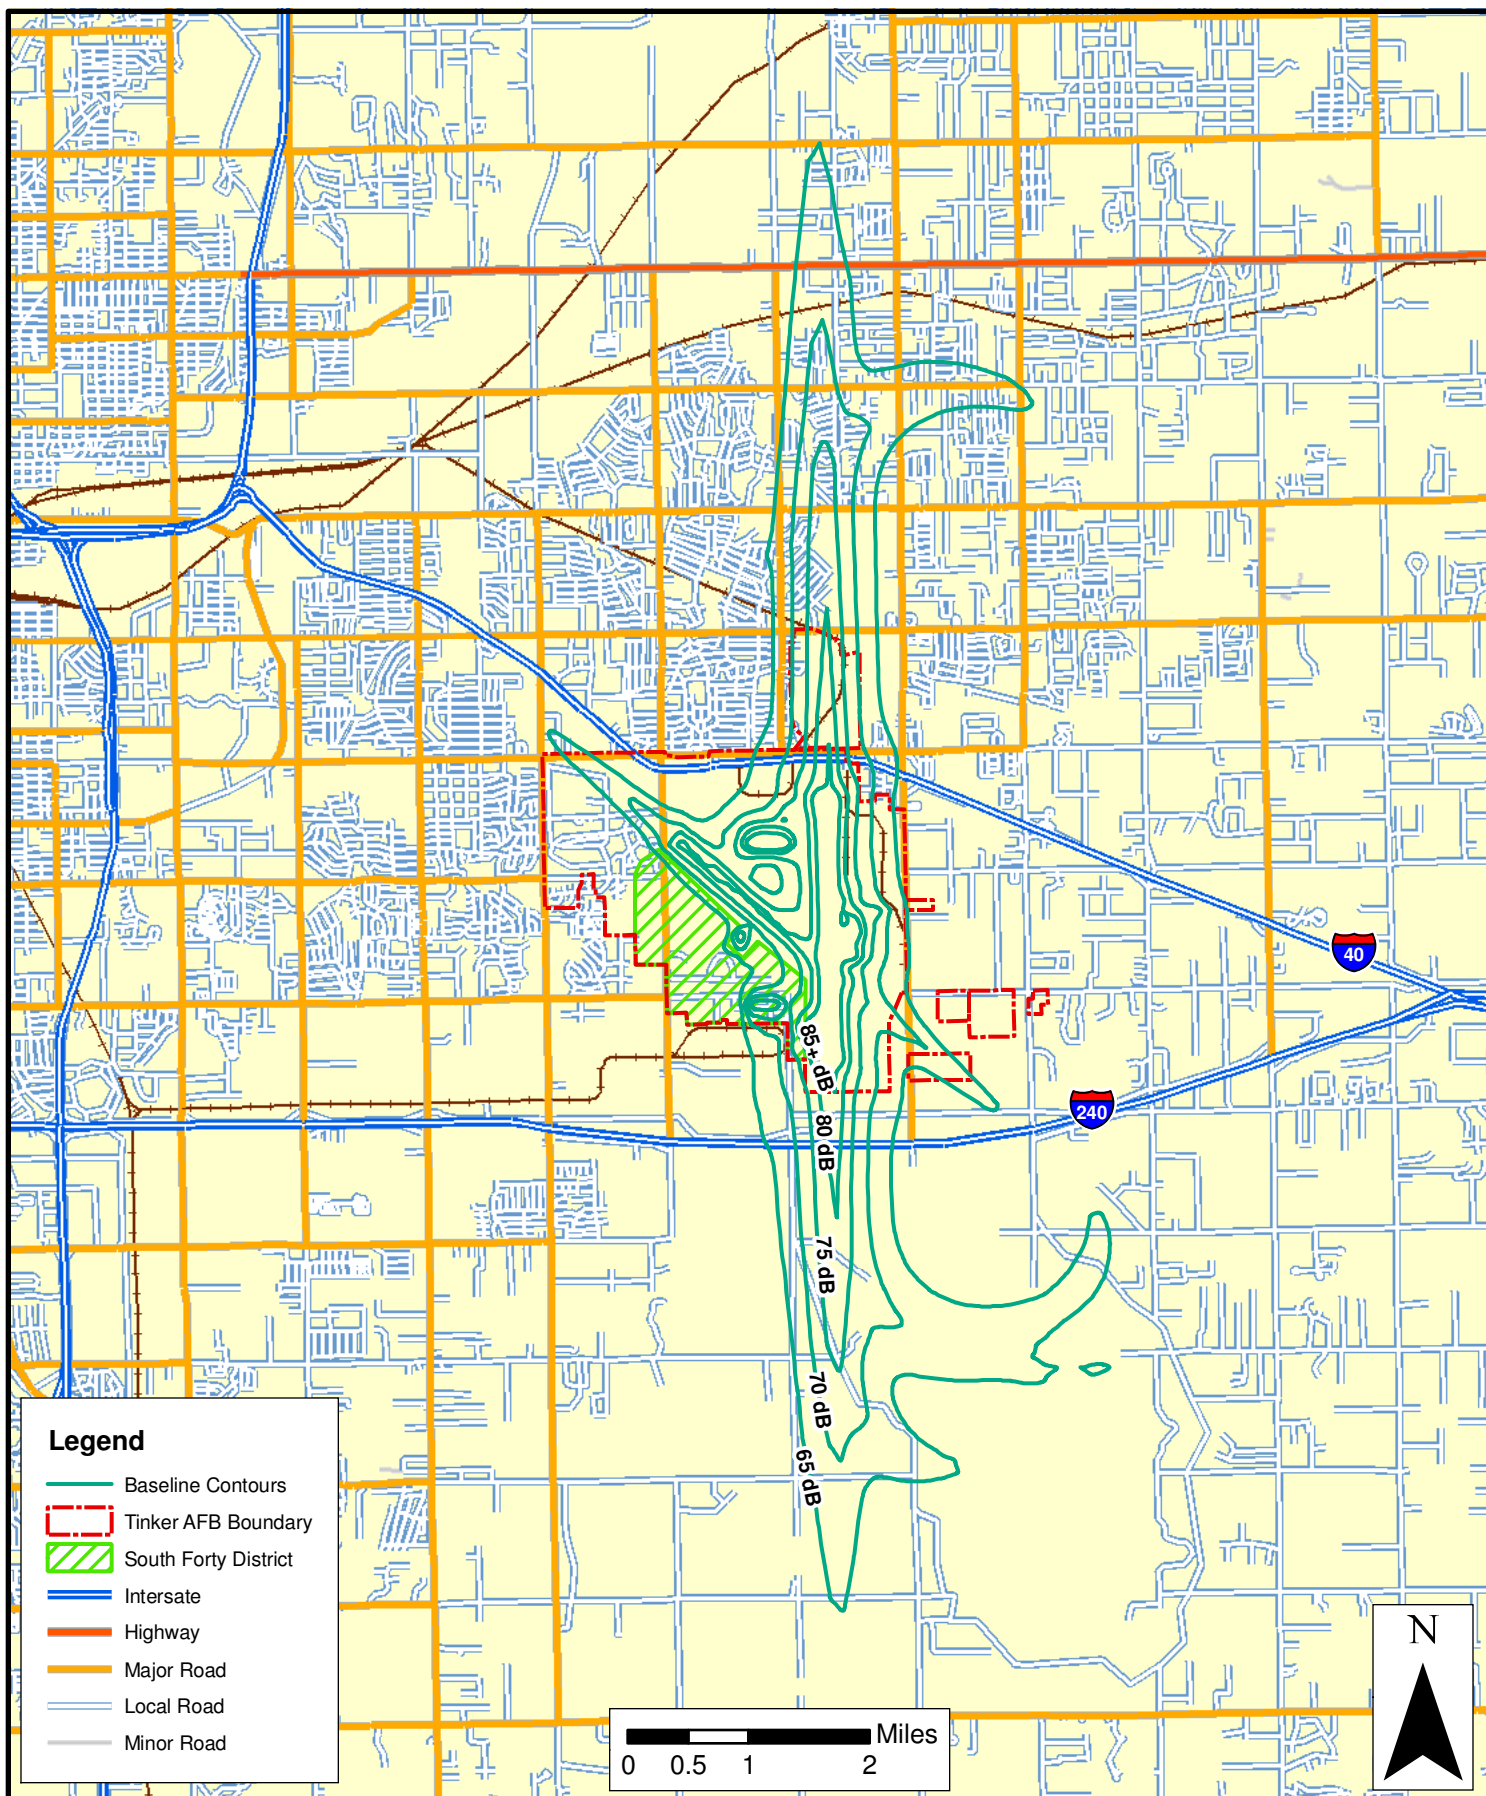 40
240
85+ dB
80 dB
75 dB
70 dB
65 dB
Legend
Baseline Contours
Tinker AFB Boundary
South Forty District
Intersate
Highway
Major Road
Local Road
Minor Road
Miles
0 0.5 1 2
N